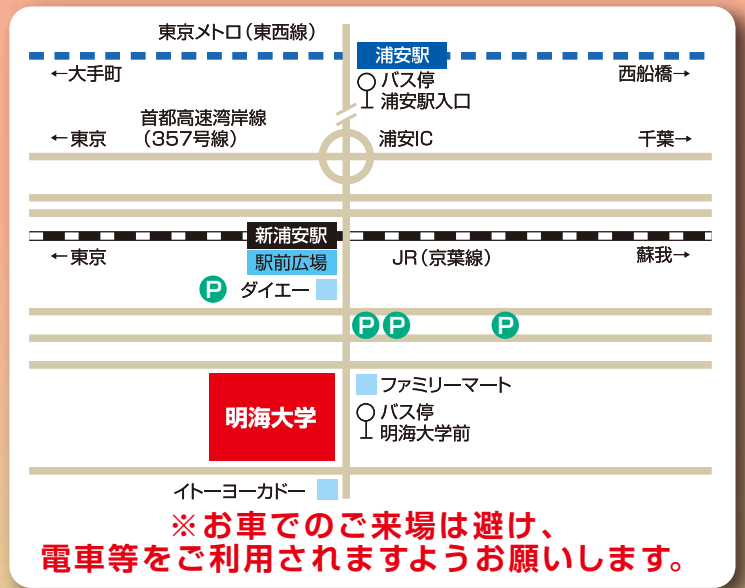 東京メトロ（東西線）
浦安駅
←大手町
西船橋→
バス停
浦安駅入口
首都高速湾岸線
（357号線）
←東京
浦安IC
千葉→
新浦安駅
駅前広場
←東京
JR（京葉線）
蘇我→
P
ダイエー
P
P
P
明海大学
ファミリーマート
バス停
明海大学前
イトーヨーカドー
※お車でのご来場は避け、
電車等をご利用されますようお願いします。